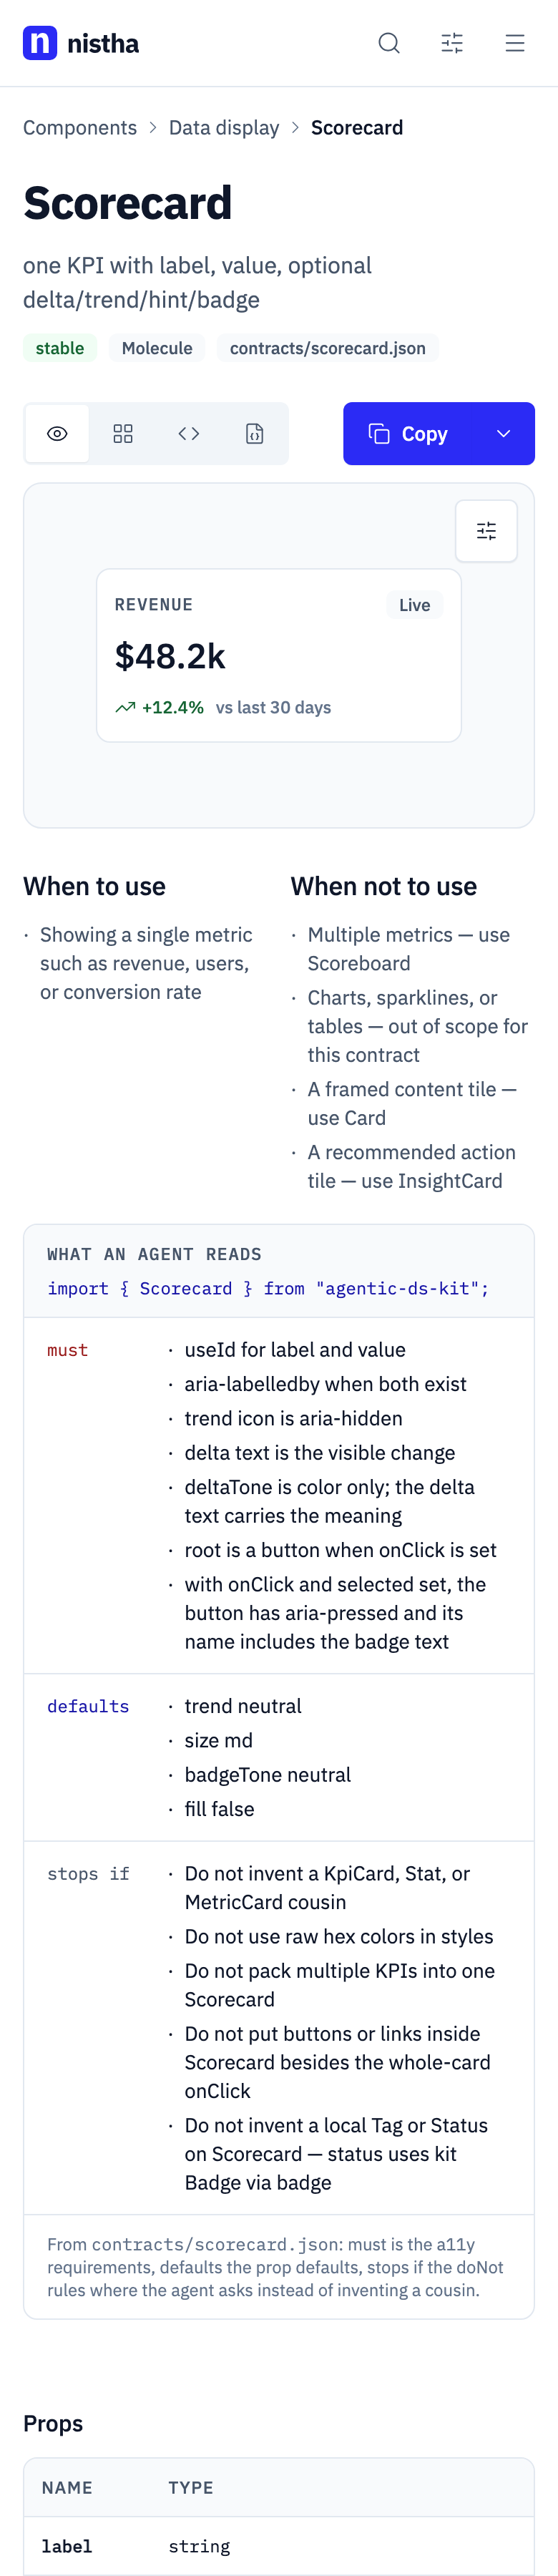 n nistha
Components > Data display > Scorecard
Scorecard
one KPI with label, value, optional
delta/trend/hint/badge
stable Molecule contracts/scorecard.json
Copy
REVENUE Live
$48.2k
+12.4% vs last 30 days
When to use
· Showing a single metric
such as revenue, users,
or conversion rate
When not to use
· Multiple metrics — use
Scoreboard
· Charts, sparklines, or
tables — out of scope for
this contract
· A framed content tile —
use Card
· A recommended action
tile — use InsightCard
WHAT AN AGENT READS
import { Scorecard } from "agentic-ds-kit";
must
· useId for label and value
· aria-labelledby when both exist
· trend icon is aria-hidden
· delta text is the visible change
· deltaTone is color only; the delta
text carries the meaning
· root is a button when onClick is set
· with onClick and selected set, the
button has aria-pressed and its
name includes the badge text
defaults
· trend neutral
· size md
· badgeTone neutral
· fill false
stops if
· Do not invent a KpiCard, Stat, or
MetricCard cousin
· Do not use raw hex colors in styles
· Do not pack multiple KPIs into one
Scorecard
· Do not put buttons or links inside
Scorecard besides the whole-card
onClick
· Do not invent a local Tag or Status
on Scorecard — status uses kit
Badge via badge
From contracts/scorecard.json: must is the a11y
requirements, defaults the prop defaults, stops if the doNot
rules where the agent asks instead of inventing a cousin.
Props
NAME TYPE
label string